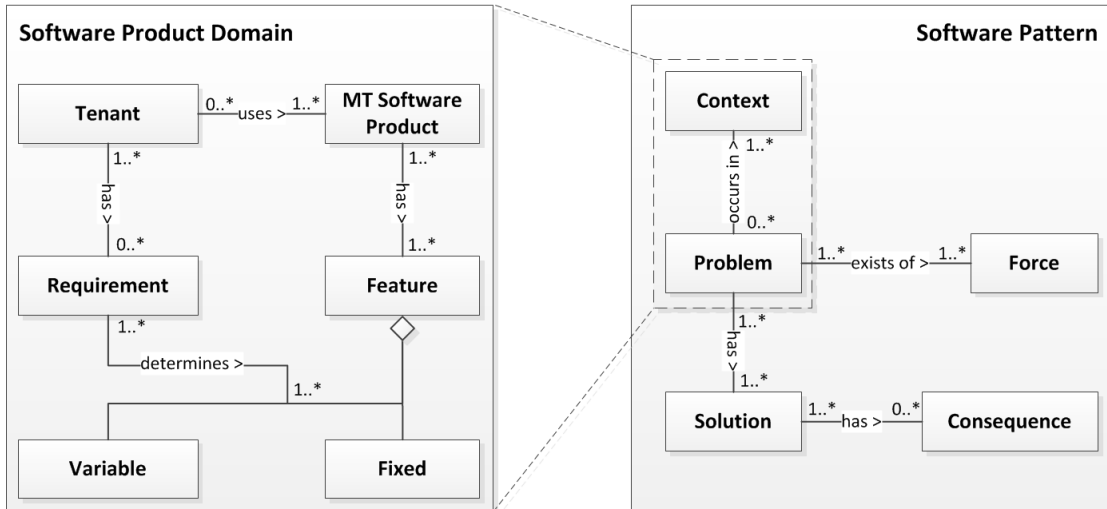 Software Product Domain
Tenant
0..*
uses >
1..*
MT Software
Product
1..*
has >
0..*
1..*
has >
1..*
Requirement
Feature
1..*
determines >
1..*
Variable
Fixed
Software Pattern
Context
1..*
occurs in >
0..*
Problem
1..*
exists of >
1..*
Force
1..*
has >
1..*
Solution
1..*
has >
0..*
Consequence